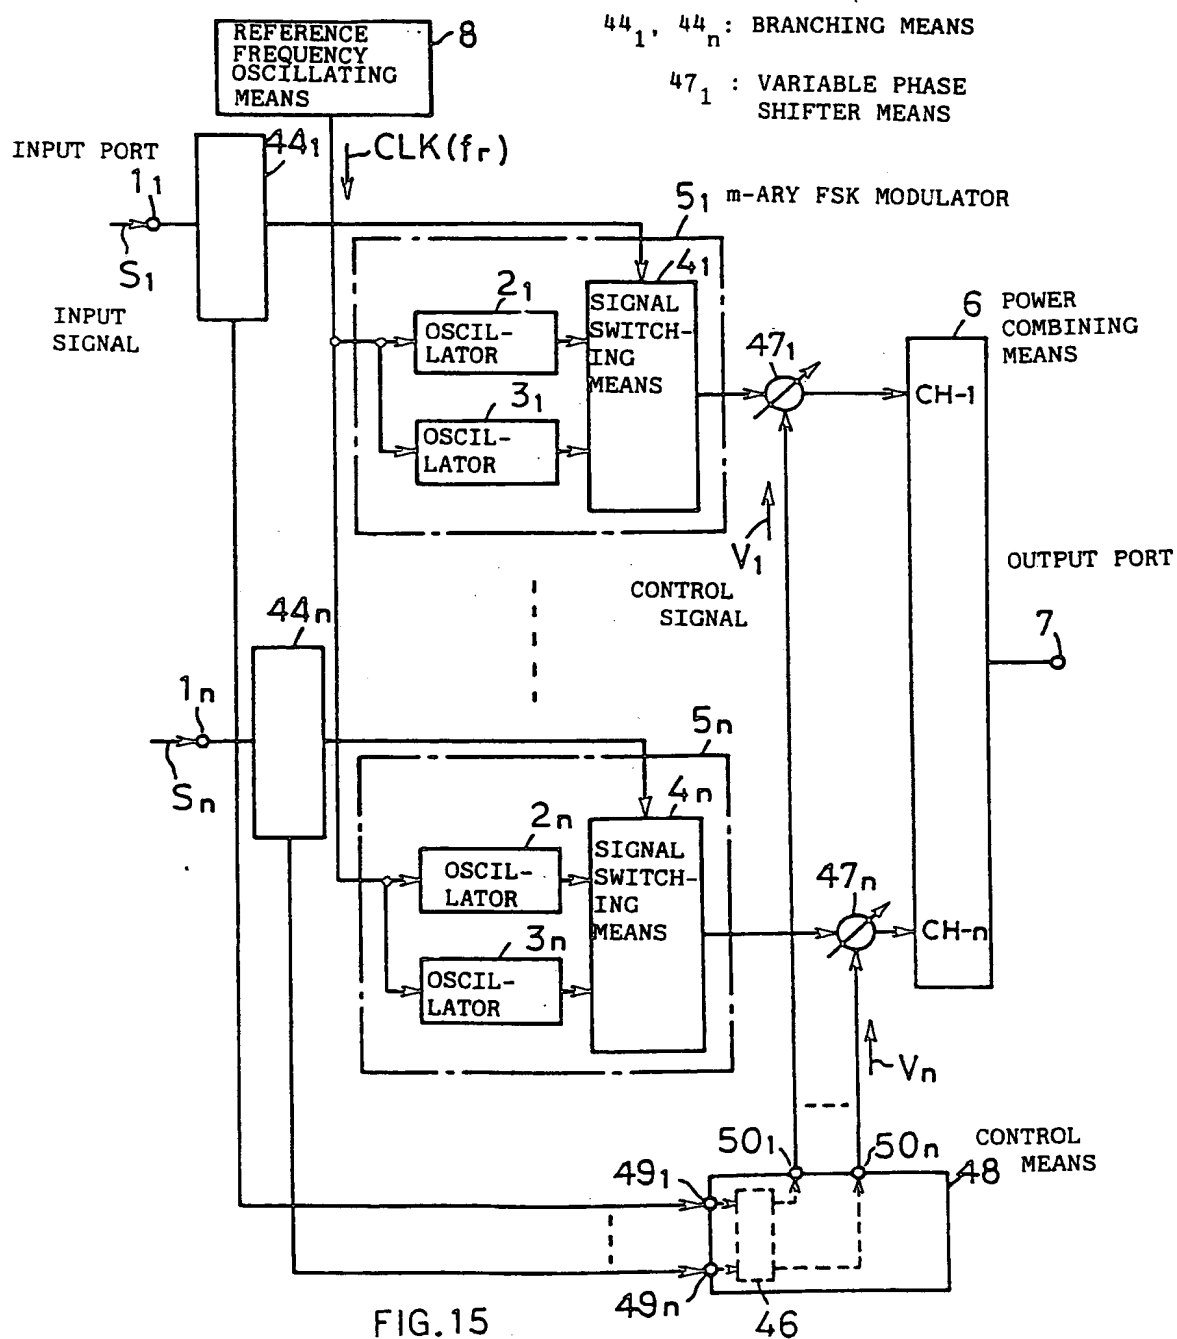 44₁, 44ₙ: BRANCHING MEANS
47₁ : VARIABLE PHASE
SHIFTER MEANS
REFERENCE
FREQUENCY
OSCILLATING
MEANS
8
INPUT PORT
44₁
CLK(fr)
1₁
S₁
INPUT
SIGNAL
5₁ m-ARY FSK MODULATOR
4₁
2₁
OSCIL-
LATOR
3₁
OSCIL-
LATOR
SIGNAL
SWITCH-
ING
MEANS
47₁
6 POWER
COMBINING
MEANS
CH-1
V₁
CONTROL
SIGNAL
OUTPUT PORT
7
44ₙ
1ₙ
Sₙ
5ₙ
4ₙ
2ₙ
OSCIL-
LATOR
3ₙ
OSCIL-
LATOR
SIGNAL
SWITCH-
ING
MEANS
47ₙ
CH-n
Vₙ
50₁
50ₙ
CONTROL
MEANS
48
49₁
49ₙ
46
FIG.15